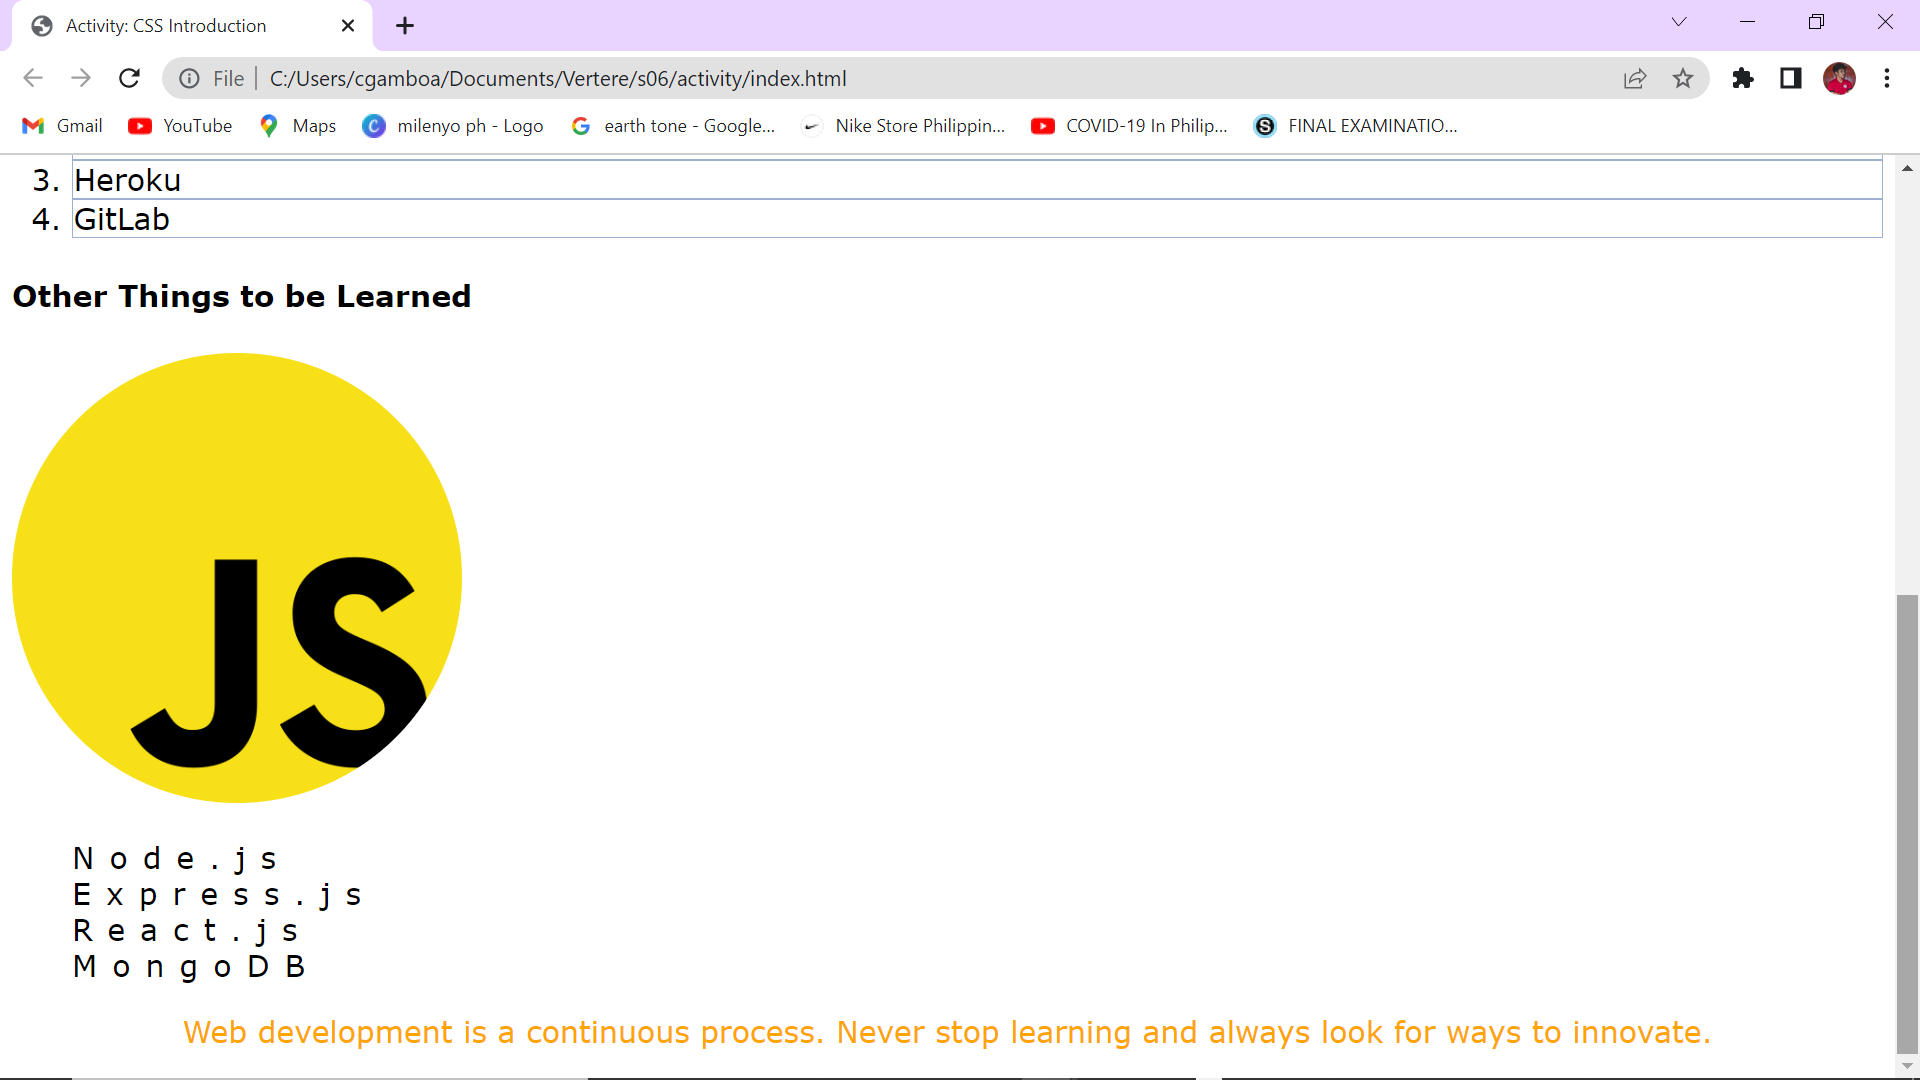 Activity: CSS Introduction
File C:/Users/cgamboa/Documents/Vertere/s06/activity/index.html
Gmail YouTube Maps milenyo ph - Logo earth tone - Google... Nike Store Philippin... COVID-19 In Philip... FINAL EXAMINATIO...
3. Heroku
4. GitLab
Other Things to be Learned
JS
Node.js
Express.js
React.js
MongoDB
Web development is a continuous process. Never stop learning and always look for ways to innovate.